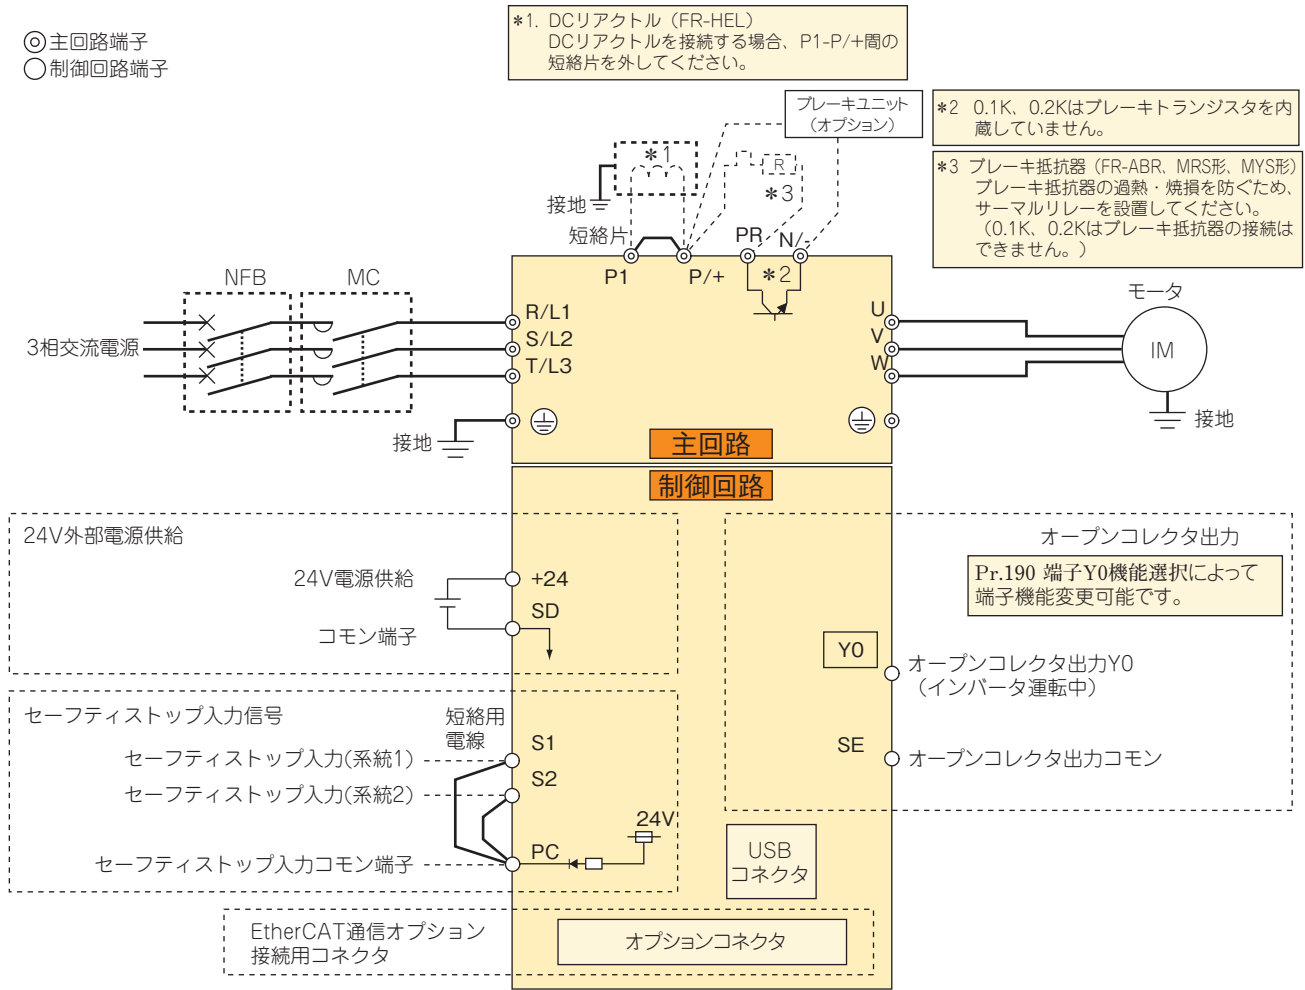 主回路端子
制御回路端子
*1. DCリアクトル（FR-HEL）
DCリアクトルを接続する場合、P1-P/+間の
短絡片を外してください。
ブレーキユニット
（オプション）
*2 0.1K、0.2Kはブレーキトランジスタを内
蔵していません。
*3 ブレーキ抵抗器（FR-ABR、MRS形、MYS形）
ブレーキ抵抗器の過熱・焼損を防ぐため、
サーマルリレーを設置してください。
（0.1K、0.2Kはブレーキ抵抗器の接続は
できません。）
*1
R
*3
接地
短絡片
PR
N/-
P1
P/+
*2
NFB
MC
R/L1
S/L2
T/L3
3相交流電源
U
V
W
モータ
IM
接地
接地
主回路
制御回路
24V外部電源供給
24V電源供給
+24
SD
コモン端子
オープンコレクタ出力
Pr.190 端子Y0機能選択によって
端子機能変更可能です。
Y0
オープンコレクタ出力Y0
（インバータ運転中）
SE
オープンコレクタ出力コモン
セーフティストップ入力信号
短絡用
電線
セーフティストップ入力(系統1)
S1
セーフティストップ入力(系統2)
S2
24V
セーフティストップ入力コモン端子
PC
USB
コネクタ
EtherCAT通信オプション
接続用コネクタ
オプションコネクタ